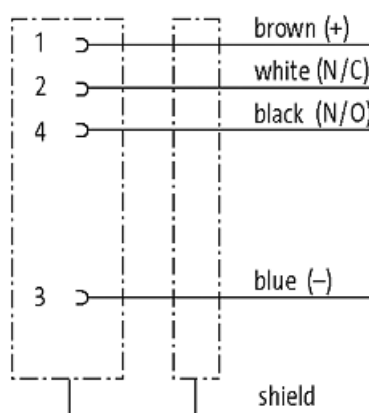 1 brown (+)
2 white (N/C)
4 black (N/O)
3 blue (–)
shield